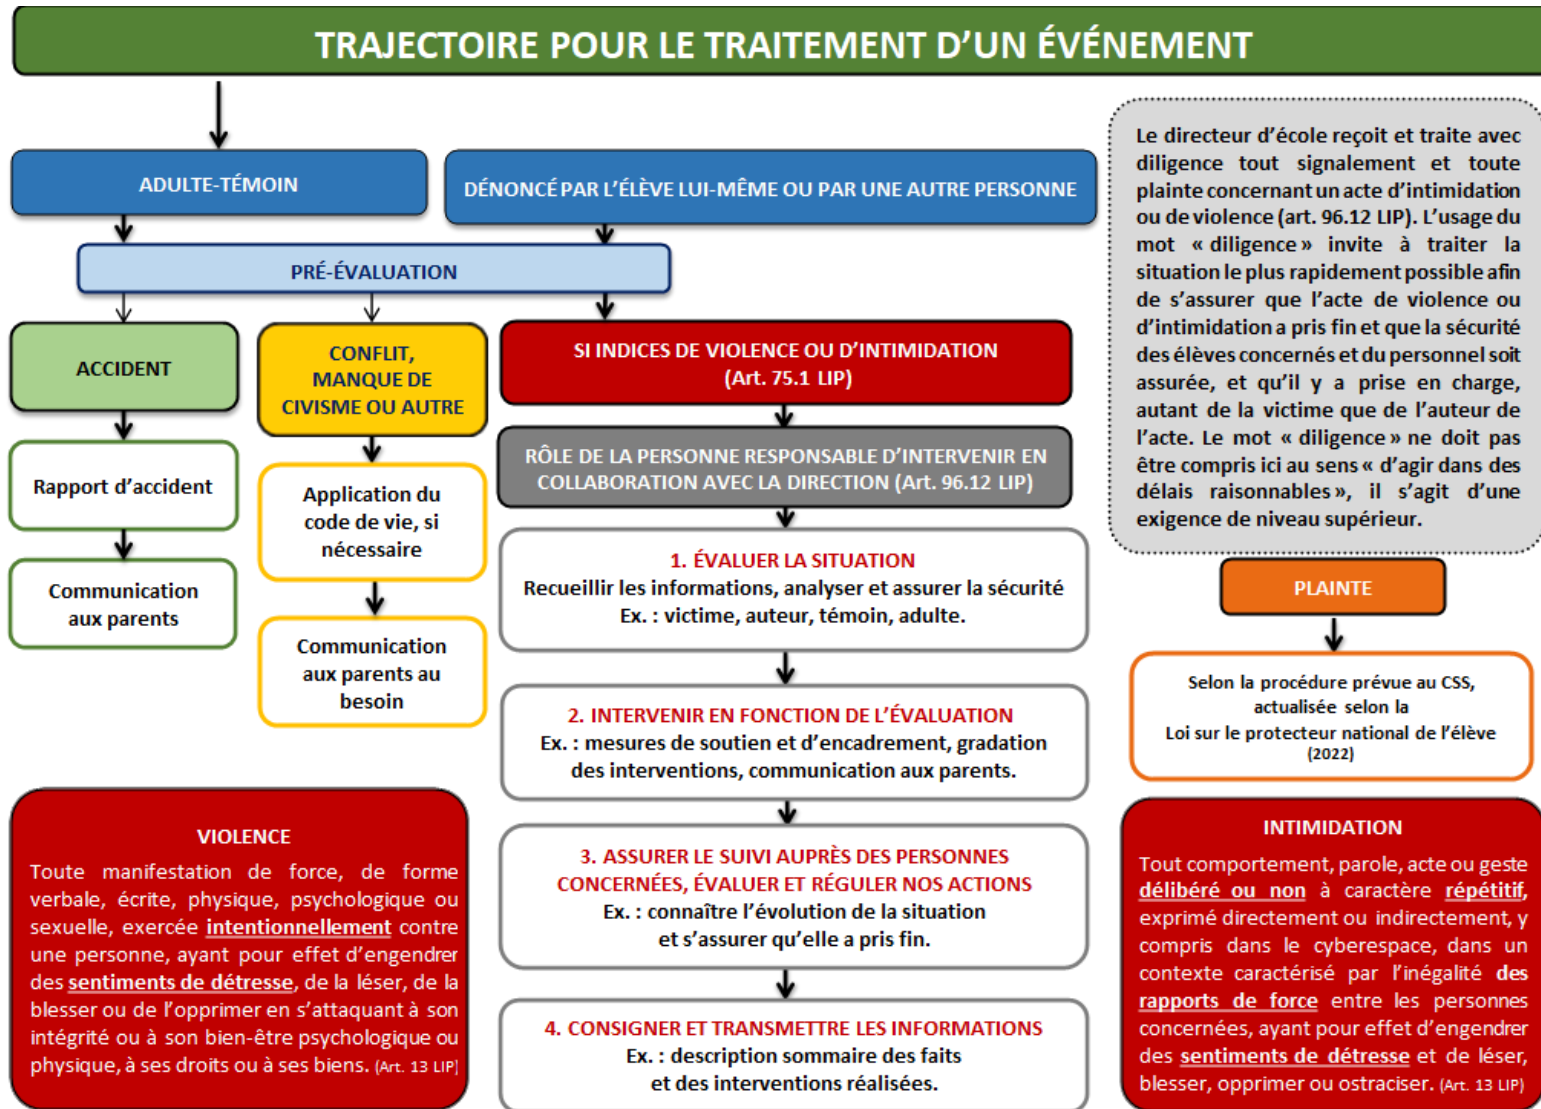 TRAJECTOIRE POUR LE TRAITEMENT D'UN ÉVÉNEMENT
ADULTE-TÉMOIN
DÉNONCÉ PAR L'ÉLÈVE LUI-MÊME OU PAR UNE AUTRE PERSONNE
PRÉ-ÉVALUATION
ACCIDENT
Rapport d'accident
Communication
aux parents
CONFLIT,
MANQUE DE
CIVISME OU AUTRE
Application du
code de vie, si
nécessaire
Communication
aux parents au
besoin
SI INDICES DE VIOLENCE OU D'INTIMIDATION
(Art. 75.1 LIP)
RÔLE DE LA PERSONNE RESPONSABLE D'INTERVENIR EN
COLLABORATION AVEC LA DIRECTION (Art. 96.12 LIP)
1. ÉVALUER LA SITUATION
Recueillir les informations, analyser et assurer la sécurité
Ex. : victime, auteur, témoin, adulte.
2. INTERVENIR EN FONCTION DE L'ÉVALUATION
Ex. : mesures de soutien et d'encadrement, gradation
des interventions, communication aux parents.
3. ASSURER LE SUIVI AUPRÈS DES PERSONNES
CONCERNÉES, ÉVALUER ET RÉGULER NOS ACTIONS
Ex. : connaître l'évolution de la situation
et s'assurer qu'elle a pris fin.
4. CONSIGNER ET TRANSMETTRE LES INFORMATIONS
Ex. : description sommaire des faits
et des interventions réalisées.
Le directeur d'école reçoit et traite avec
diligence tout signalement et toute
plainte concernant un acte d'intimidation
ou de violence (art. 96.12 LIP). L'usage du
mot « diligence » invite à traiter la
situation le plus rapidement possible afin
de s'assurer que l'acte de violence ou
d'intimidation a pris fin et que la sécurité
des élèves concernés et du personnel soit
assurée, et qu'il y a prise en charge,
autant de la victime que de l'auteur de
l'acte. Le mot « diligence » ne doit pas
être compris ici au sens « d'agir dans des
délais raisonnables », il s'agit d'une
exigence de niveau supérieur.
PLAINTE
Selon la procédure prévue au CSS,
actualisée selon la
Loi sur le protecteur national de l'élève
(2022)
VIOLENCE
Toute manifestation de force, de forme
verbale, écrite, physique, psychologique ou
sexuelle, exercée intentionnellement contre
une personne, ayant pour effet d'engendrer
des sentiments de détresse, de la léser, de la
blesser ou de l'opprimer en s'attaquant à son
intégrité ou à son bien-être psychologique ou
physique, à ses droits ou à ses biens. (Art. 13 LIP)
INTIMIDATION
Tout comportement, parole, acte ou geste
délibéré ou non à caractère répétitif,
exprimé directement ou indirectement, y
compris dans le cyberespace, dans un
contexte caractérisé par l'inégalité des
rapports de force entre les personnes
concernées, ayant pour effet d'engendrer
des sentiments de détresse et de léser,
blesser, opprimer ou ostraciser. (Art. 13 LIP)